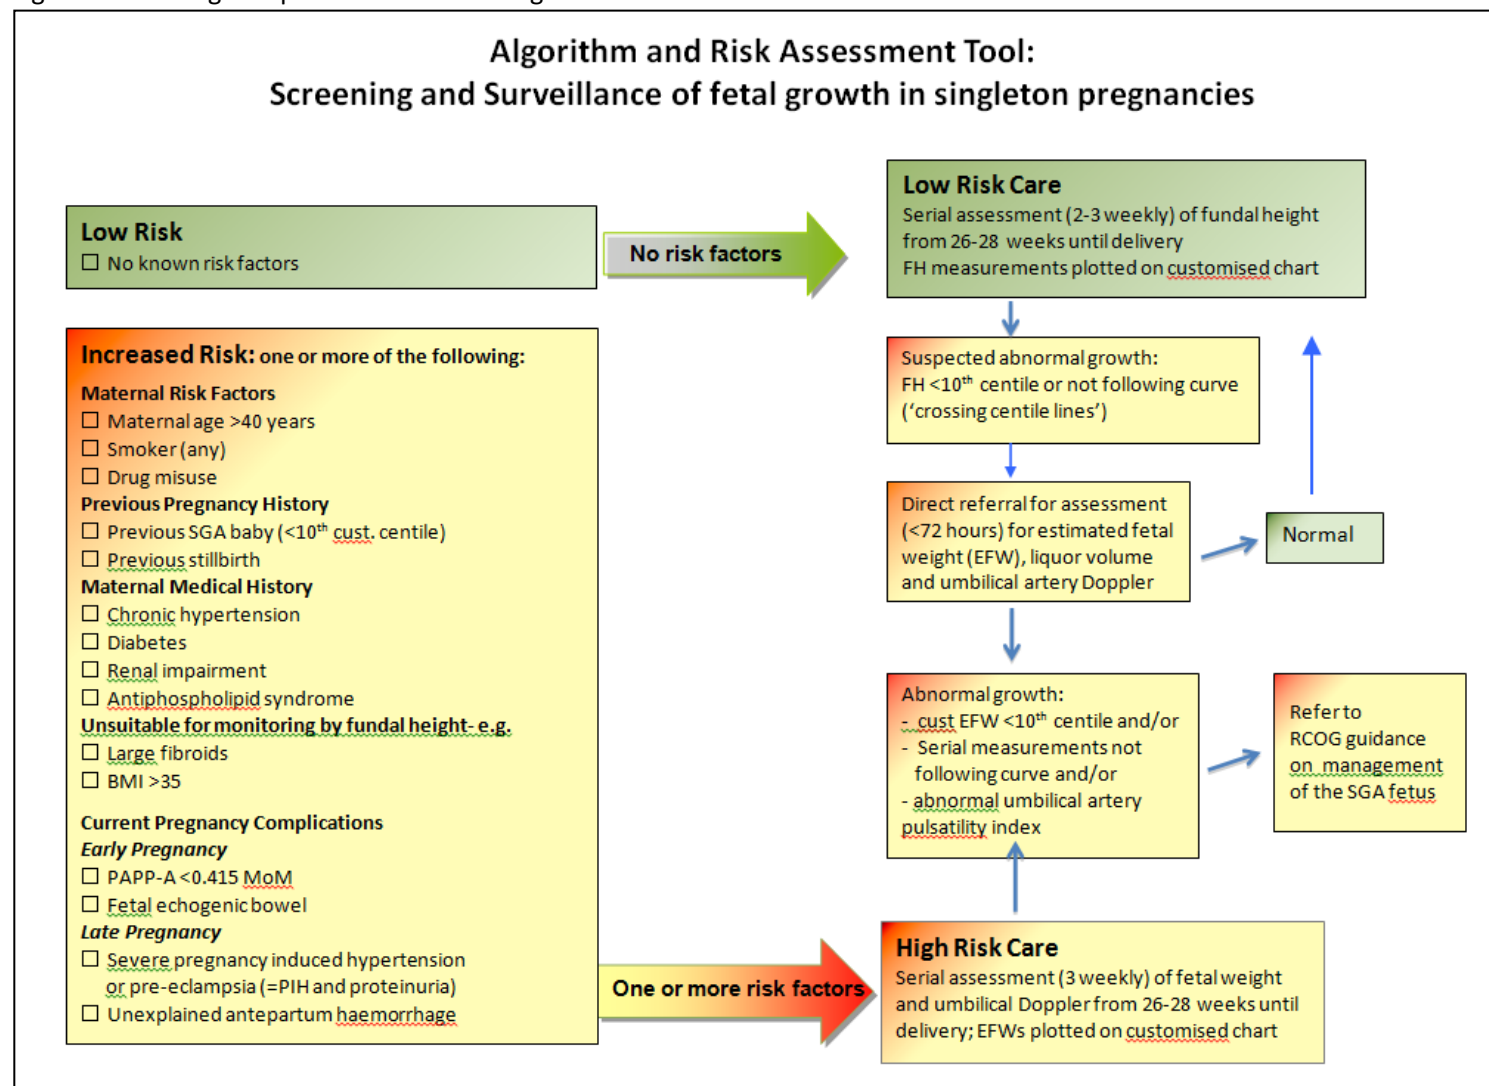 Algorithm and Risk Assessment Tool:
Screening and Surveillance of fetal growth in singleton pregnancies
Low Risk
☐ No known risk factors
No risk factors
Low Risk Care
Serial assessment (2-3 weekly) of fundal height
from 26-28 weeks until delivery
FH measurements plotted on customised chart
Increased Risk: one or more of the following:
Maternal Risk Factors
☐ Maternal age >40 years
☐ Smoker (any)
☐ Drug misuse
Previous Pregnancy History
☐ Previous SGA baby (<10th cust. centile)
☐ Previous stillbirth
Maternal Medical History
☐ Chronic hypertension
☐ Diabetes
☐ Renal impairment
☐ Antiphospholipid syndrome
Unsuitable for monitoring by fundal height- e.g.
☐ Large fibroids
☐ BMI >35
Current Pregnancy Complications
Early Pregnancy
☐ PAPP-A <0.415 MoM
☐ Fetal echogenic bowel
Late Pregnancy
☐ Severe pregnancy induced hypertension
or pre-eclampsia (=PIH and proteinuria)
☐ Unexplained antepartum haemorrhage
One or more risk factors
Suspected abnormal growth:
FH <10th centile or not following curve
(‘crossing centile lines’)
Direct referral for assessment
(<72 hours) for estimated fetal
weight (EFW), liquor volume
and umbilical artery Doppler
Normal
Abnormal growth:
- cust EFW <10th centile and/or
- Serial measurements not
following curve and/or
- abnormal umbilical artery
pulsatility index
Refer to
RCOG guidance
on management
of the SGA fetus
High Risk Care
Serial assessment (3 weekly) of fetal weight
and umbilical Doppler from 26-28 weeks until
delivery; EFWs plotted on customised chart